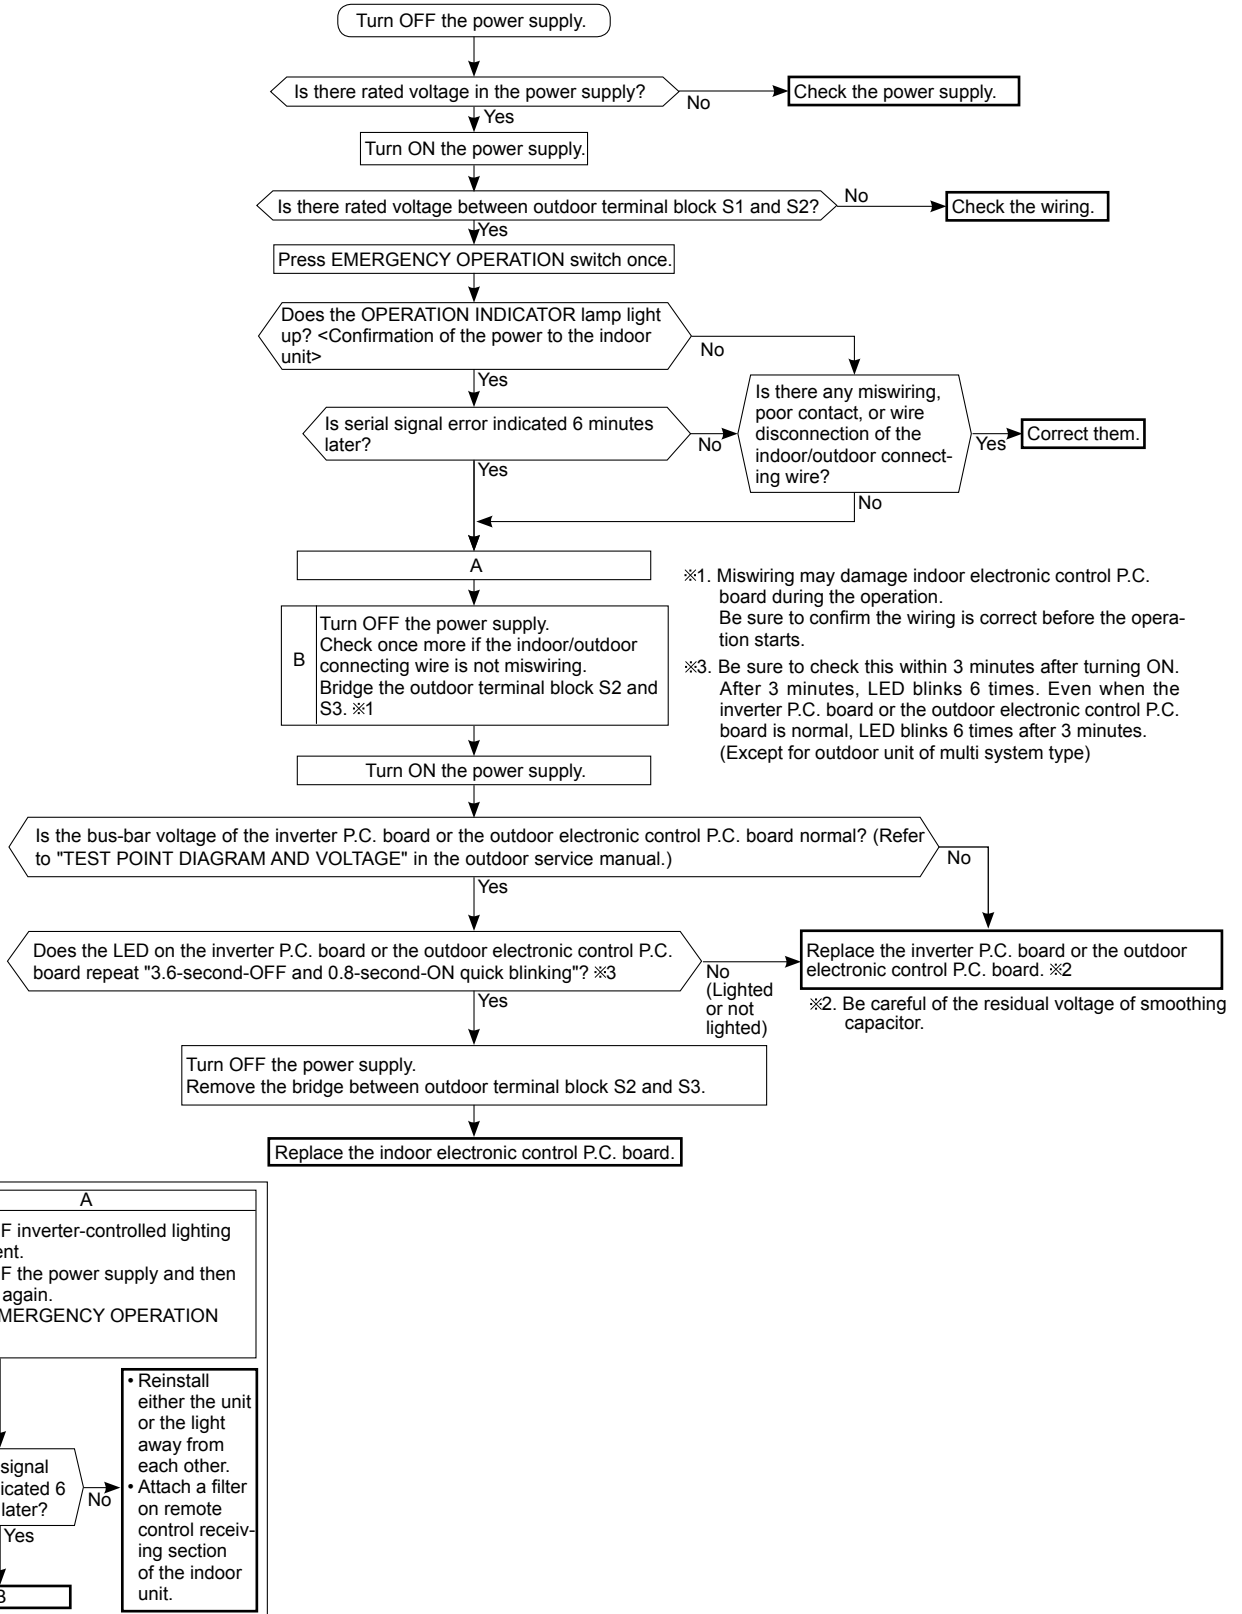 Turn OFF the power supply.
Is there rated voltage in the power supply?
No
Check the power supply.
Yes
Turn ON the power supply.
Is there rated voltage between outdoor terminal block S1 and S2?
No
Check the wiring.
Yes
Press EMERGENCY OPERATION switch once.
Does the OPERATION INDICATOR lamp light
up? <Confirmation of the power to the indoor
unit>
No
Yes
Is serial signal error indicated 6 minutes
later?
No
Yes
Is there any miswiring,
poor contact, or wire
disconnection of the
indoor/outdoor connect-
ing wire?
Yes
Correct them.
No
A
B
Turn OFF the power supply.
Check once more if the indoor/outdoor
connecting wire is not miswiring.
Bridge the outdoor terminal block S2 and
S3. ※1
※1. Miswiring may damage indoor electronic control P.C.
board during the operation.
Be sure to confirm the wiring is correct before the opera-
tion starts.
※3. Be sure to check this within 3 minutes after turning ON.
After 3 minutes, LED blinks 6 times. Even when the
inverter P.C. board or the outdoor electronic control P.C.
board is normal, LED blinks 6 times after 3 minutes.
(Except for outdoor unit of multi system type)
Turn ON the power supply.
Is the bus-bar voltage of the inverter P.C. board or the outdoor electronic control P.C. board normal? (Refer
to "TEST POINT DIAGRAM AND VOLTAGE" in the outdoor service manual.)
No
Yes
Does the LED on the inverter P.C. board or the outdoor electronic control P.C.
board repeat "3.6-second-OFF and 0.8-second-ON quick blinking"? ※3
No
(Lighted
or not
lighted)
Replace the inverter P.C. board or the outdoor
electronic control P.C. board. ※2
※2. Be careful of the residual voltage of smoothing
capacitor.
Yes
Turn OFF the power supply.
Remove the bridge between outdoor terminal block S2 and S3.
Replace the indoor electronic control P.C. board.
A
F inverter-controlled lighting
ent.
F the power supply and then
again.
MERGENCY OPERATION
signal
icated 6
later?
No
Yes
• Reinstall
either the unit
or the light
away from
each other.
• Attach a filter
on remote
control receiv-
ing section
of the indoor
unit.
B